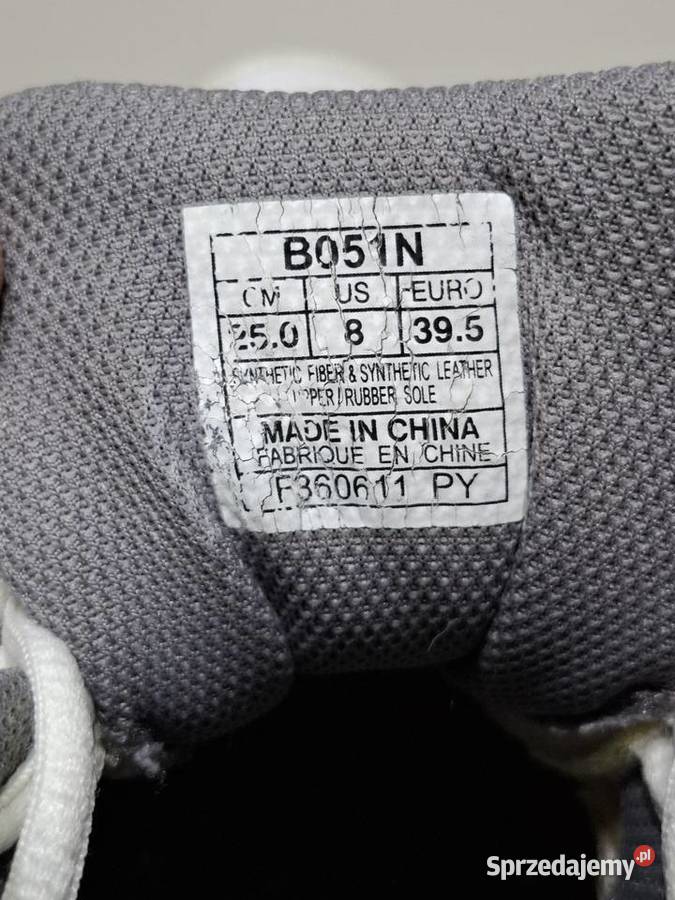 B051N
CM US EURO
25.0 8 39.5
SYNTHETIC FIBER & SYNTHETIC LEATHER
UPPER / RUBBER SOLE
MADE IN CHINA
FABRIQUE EN CHINE
F360611 PY
Sprzedajemy.pl